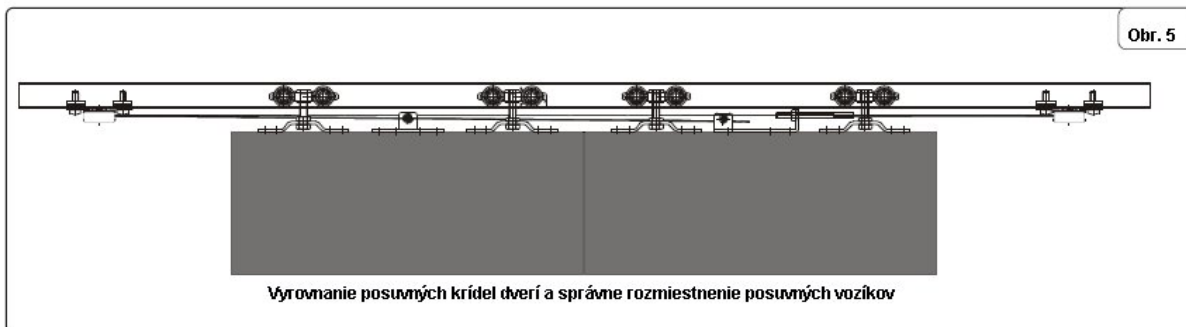 Obr. 5
Vyrovnanie posuvných krídel dverí a správne rozmiestnenie posuvných vozíkov